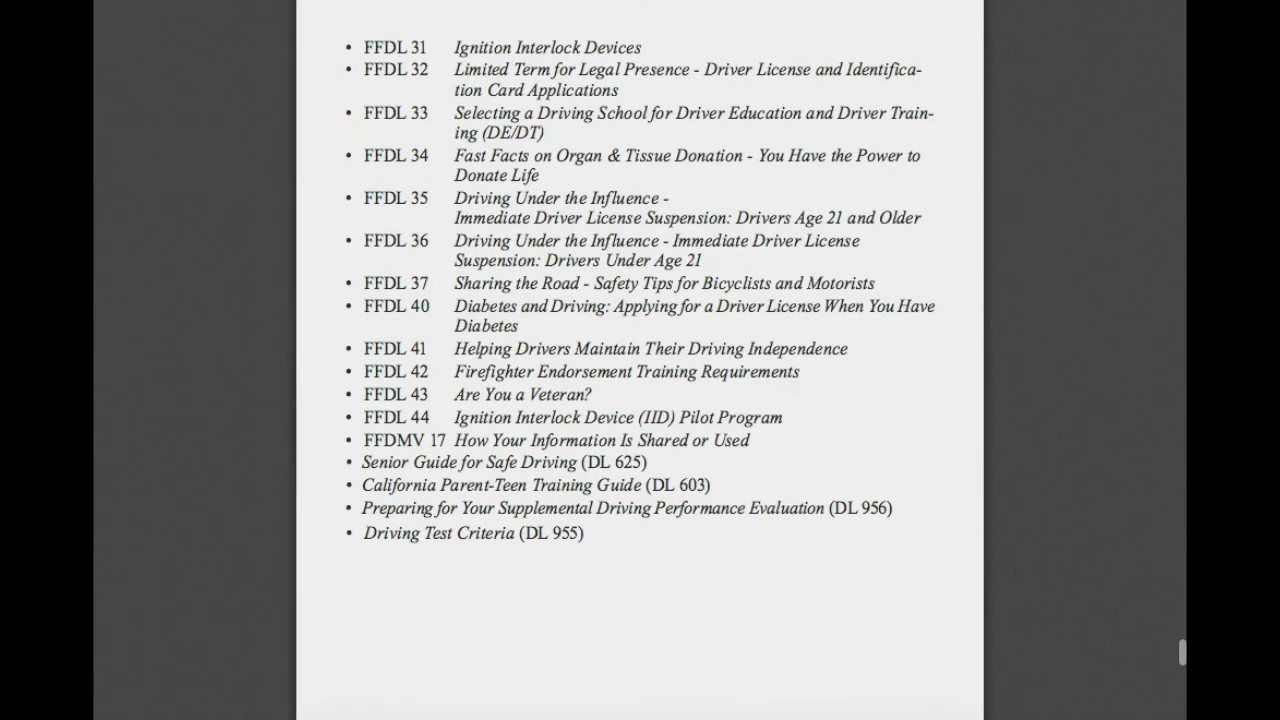 • FFDL 31 Ignition Interlock Devices
• FFDL 32 Limited Term for Legal Presence - Driver License and Identifica-
tion Card Applications
• FFDL 33 Selecting a Driving School for Driver Education and Driver Train-
ing (DE/DT)
• FFDL 34 Fast Facts on Organ & Tissue Donation - You Have the Power to
Donate Life
• FFDL 35 Driving Under the Influence -
Immediate Driver License Suspension: Drivers Age 21 and Older
• FFDL 36 Driving Under the Influence - Immediate Driver License
Suspension: Drivers Under Age 21
• FFDL 37 Sharing the Road - Safety Tips for Bicyclists and Motorists
• FFDL 40 Diabetes and Driving: Applying for a Driver License When You Have
Diabetes
• FFDL 41 Helping Drivers Maintain Their Driving Independence
• FFDL 42 Firefighter Endorsement Training Requirements
• FFDL 43 Are You a Veteran?
• FFDL 44 Ignition Interlock Device (IID) Pilot Program
• FFDMV 17 How Your Information Is Shared or Used
• Senior Guide for Safe Driving (DL 625)
• California Parent-Teen Training Guide (DL 603)
• Preparing for Your Supplemental Driving Performance Evaluation (DL 956)
• Driving Test Criteria (DL 955)